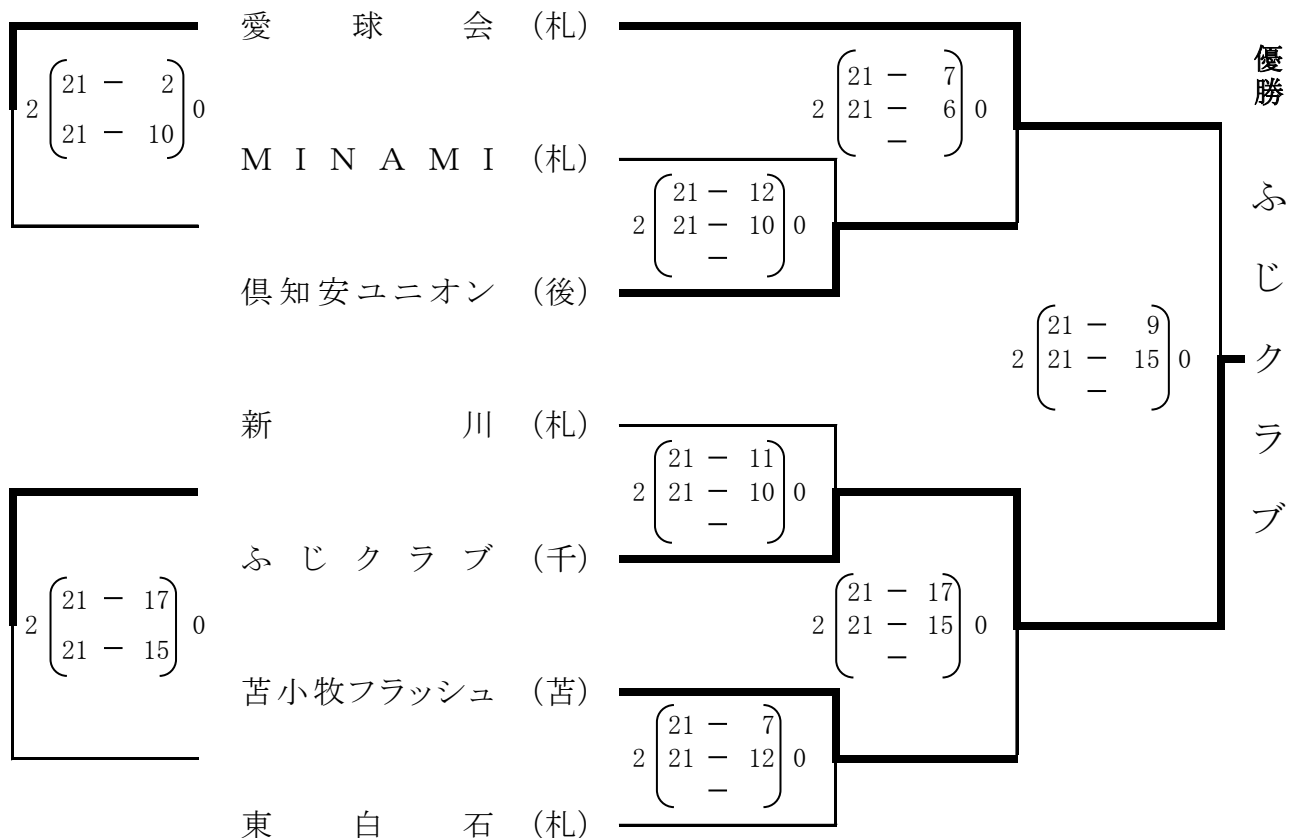 愛球会 (札)
2 21 － 2 0
21 － 10
2 21 － 7
21 － 6 0
－
MINAMI (札)
2 21 － 12
21 － 10 0
－
倶知安ユニオン (後)
新川 (札)
2 21 － 11
21 － 10 0
－
ふじクラブ (千)
2 21 － 17 0
21 － 15
2 21 － 17
21 － 15 0
－
苫小牧フラッシュ (苫)
2 21 － 7
21 － 12 0
－
東白石 (札)
2 21 － 9
21 － 15 0
－
優勝 ふじクラブ